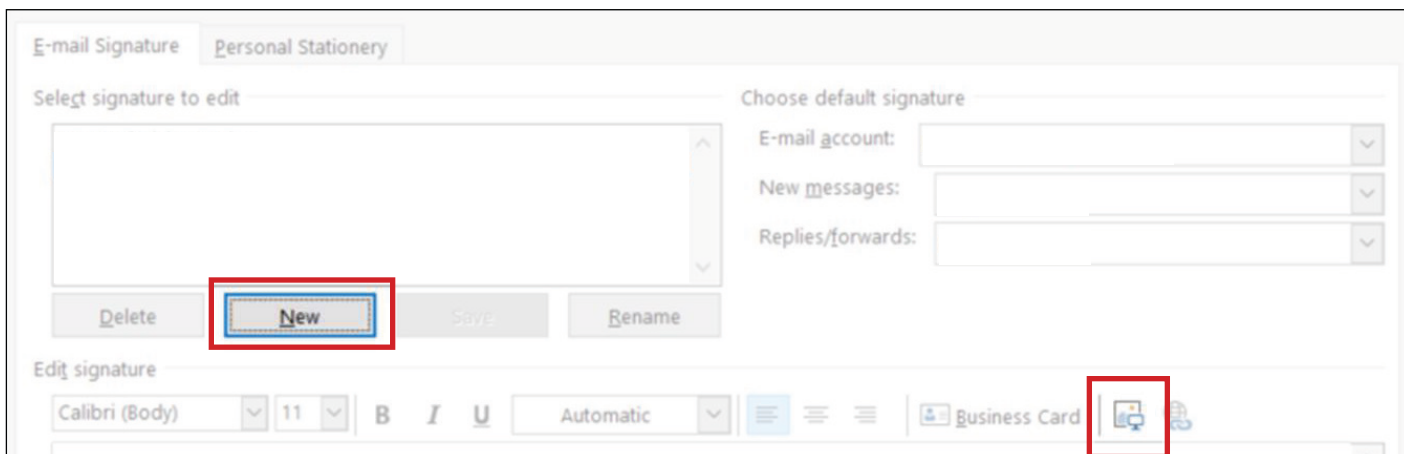 E-mail Signature Personal Stationery
Select signature to edit
Choose default signature
E-mail account:
New messages:
Replies/forwards:
Delete New Save Rename
Edit signature
Calibri (Body) 11 B I U Automatic Business Card